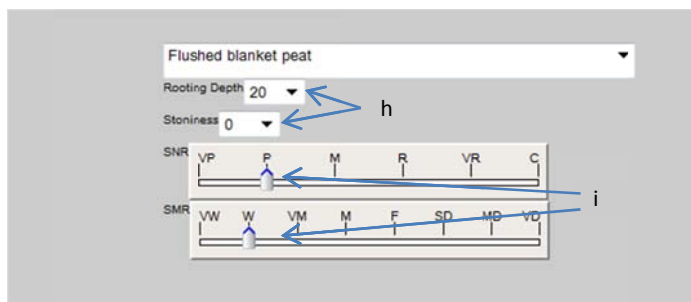 Flushed blanket peat
Rooting Depth 20
h
Stoniness 0
SNR VP P M R VR C
i
SMR VW W VM M F SD MD VD